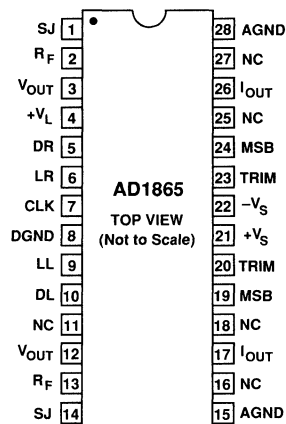 SJ 1 28 AGND
RF 2 27 NC
VOUT 3 26 IOUT
+VL 4 25 NC
DR 5 24 MSB
LR 6 23 TRIM
AD1865
CLK 7 22 –VS
TOP VIEW
DGND 8 21 +VS
(Not to Scale)
LL 9 20 TRIM
DL 10 19 MSB
NC 11 18 NC
VOUT 12 17 IOUT
RF 13 16 NC
SJ 14 15 AGND